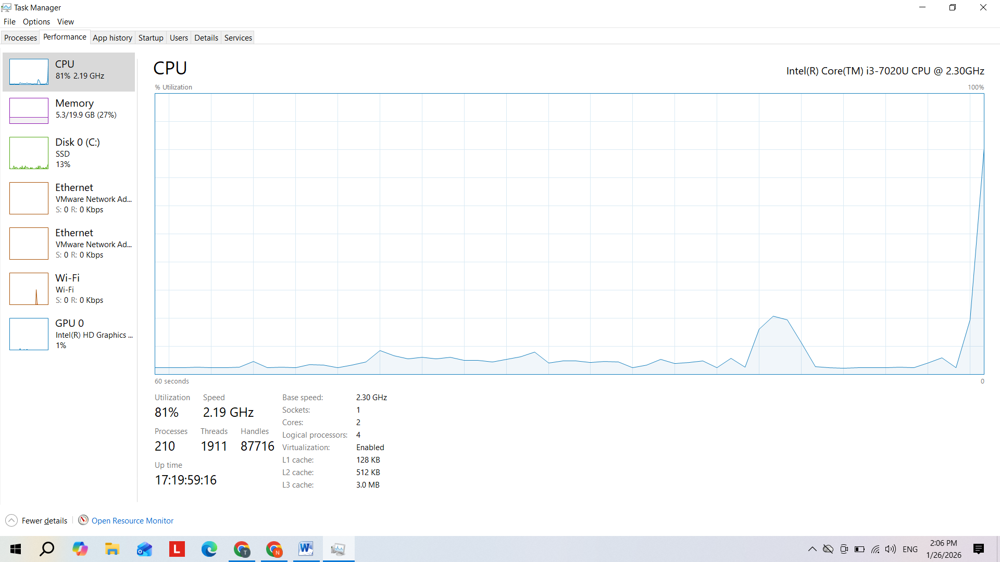 Task Manager
File Options View
Processes Performance App history Startup Users Details Services
CPU
81% 2.19 GHz
Memory
5.3/19.9 GB (27%)
Disk 0 (C:)
SSD
13%
Ethernet
VMware Network Ad...
S: 0 R: 0 Kbps
Ethernet
VMware Network Ad...
S: 0 R: 0 Kbps
Wi-Fi
Wi-Fi
S: 0 R: 0 Kbps
GPU 0
Intel(R) HD Graphics ...
1%
CPU
Intel(R) Core(TM) i3-7020U CPU @ 2.30GHz
% Utilization 100%
60 seconds 0
Utilization Speed
81% 2.19 GHz
Processes Threads Handles
210 1911 87716
Up time
17:19:59:16
Base speed: 2.30 GHz
Sockets: 1
Cores: 2
Logical processors: 4
Virtualization: Enabled
L1 cache: 128 KB
L2 cache: 512 KB
L3 cache: 3.0 MB
Fewer details Open Resource Monitor
L
T
N
W
ENG
2:06 PM
1/26/2026